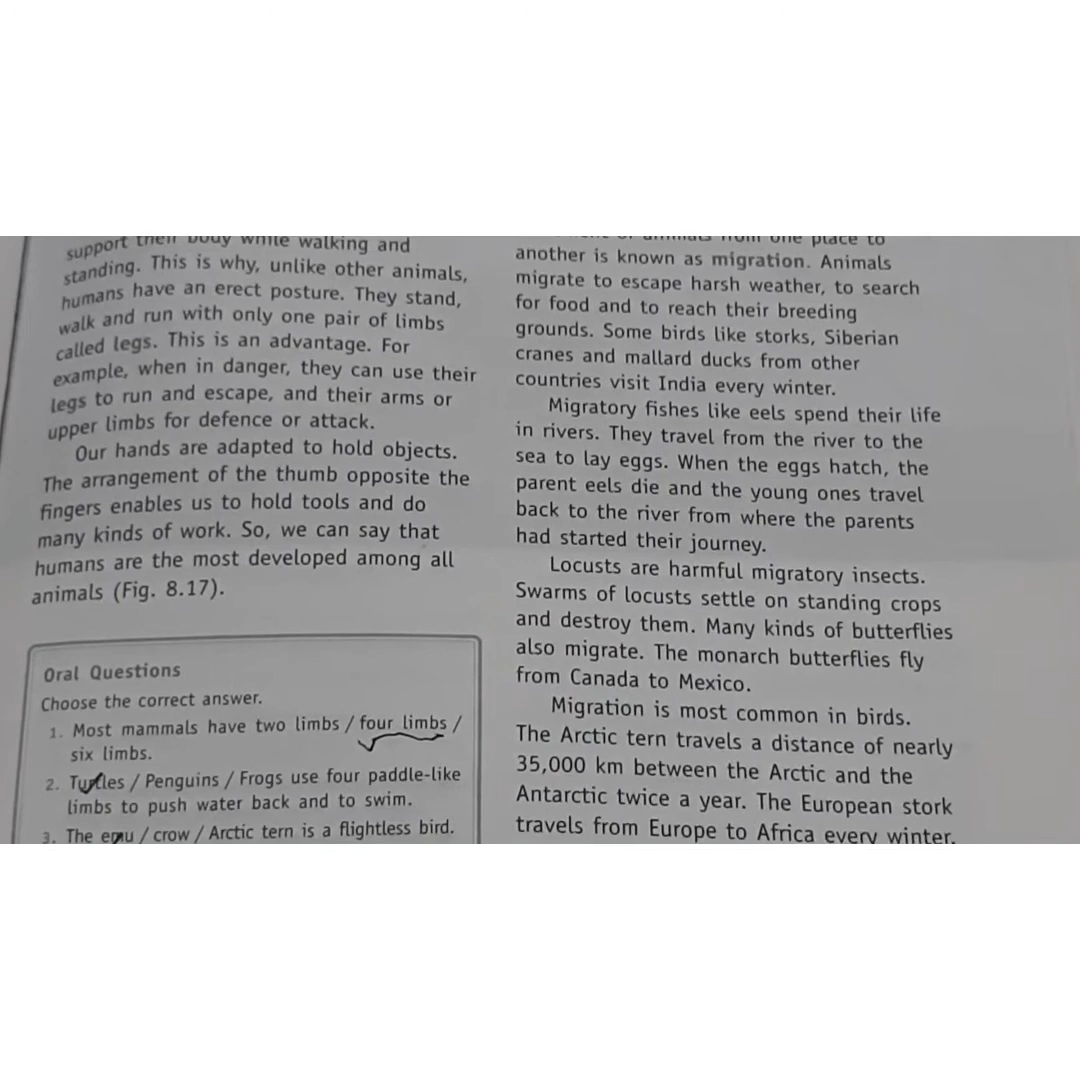 support their body while walking and
standing. This is why, unlike other animals,
humans have an erect posture. They stand,
walk and run with only one pair of limbs
called legs. This is an advantage. For
example, when in danger, they can use their
legs to run and escape, and their arms or
upper limbs for defence or attack.
Our hands are adapted to hold objects.
The arrangement of the thumb opposite the
fingers enables us to hold tools and do
many kinds of work. So, we can say that
humans are the most developed among all
animals (Fig. 8.17).
Oral Questions
Choose the correct answer.
1. Most mammals have two limbs / four limbs /
six limbs.
2. Turtles / Penguins / Frogs use four paddle-like
limbs to push water back and to swim.
3. The emu / crow / Arctic tern is a flightless bird.
animals from one place to
another is known as migration. Animals
migrate to escape harsh weather, to search
for food and to reach their breeding
grounds. Some birds like storks, Siberian
cranes and mallard ducks from other
countries visit India every winter.
Migratory fishes like eels spend their life
in rivers. They travel from the river to the
sea to lay eggs. When the eggs hatch, the
parent eels die and the young ones travel
back to the river from where the parents
had started their journey.
Locusts are harmful migratory insects.
Swarms of locusts settle on standing crops
and destroy them. Many kinds of butterflies
also migrate. The monarch butterflies fly
from Canada to Mexico.
Migration is most common in birds.
The Arctic tern travels a distance of nearly
35,000 km between the Arctic and the
Antarctic twice a year. The European stork
travels from Europe to Africa every winter.